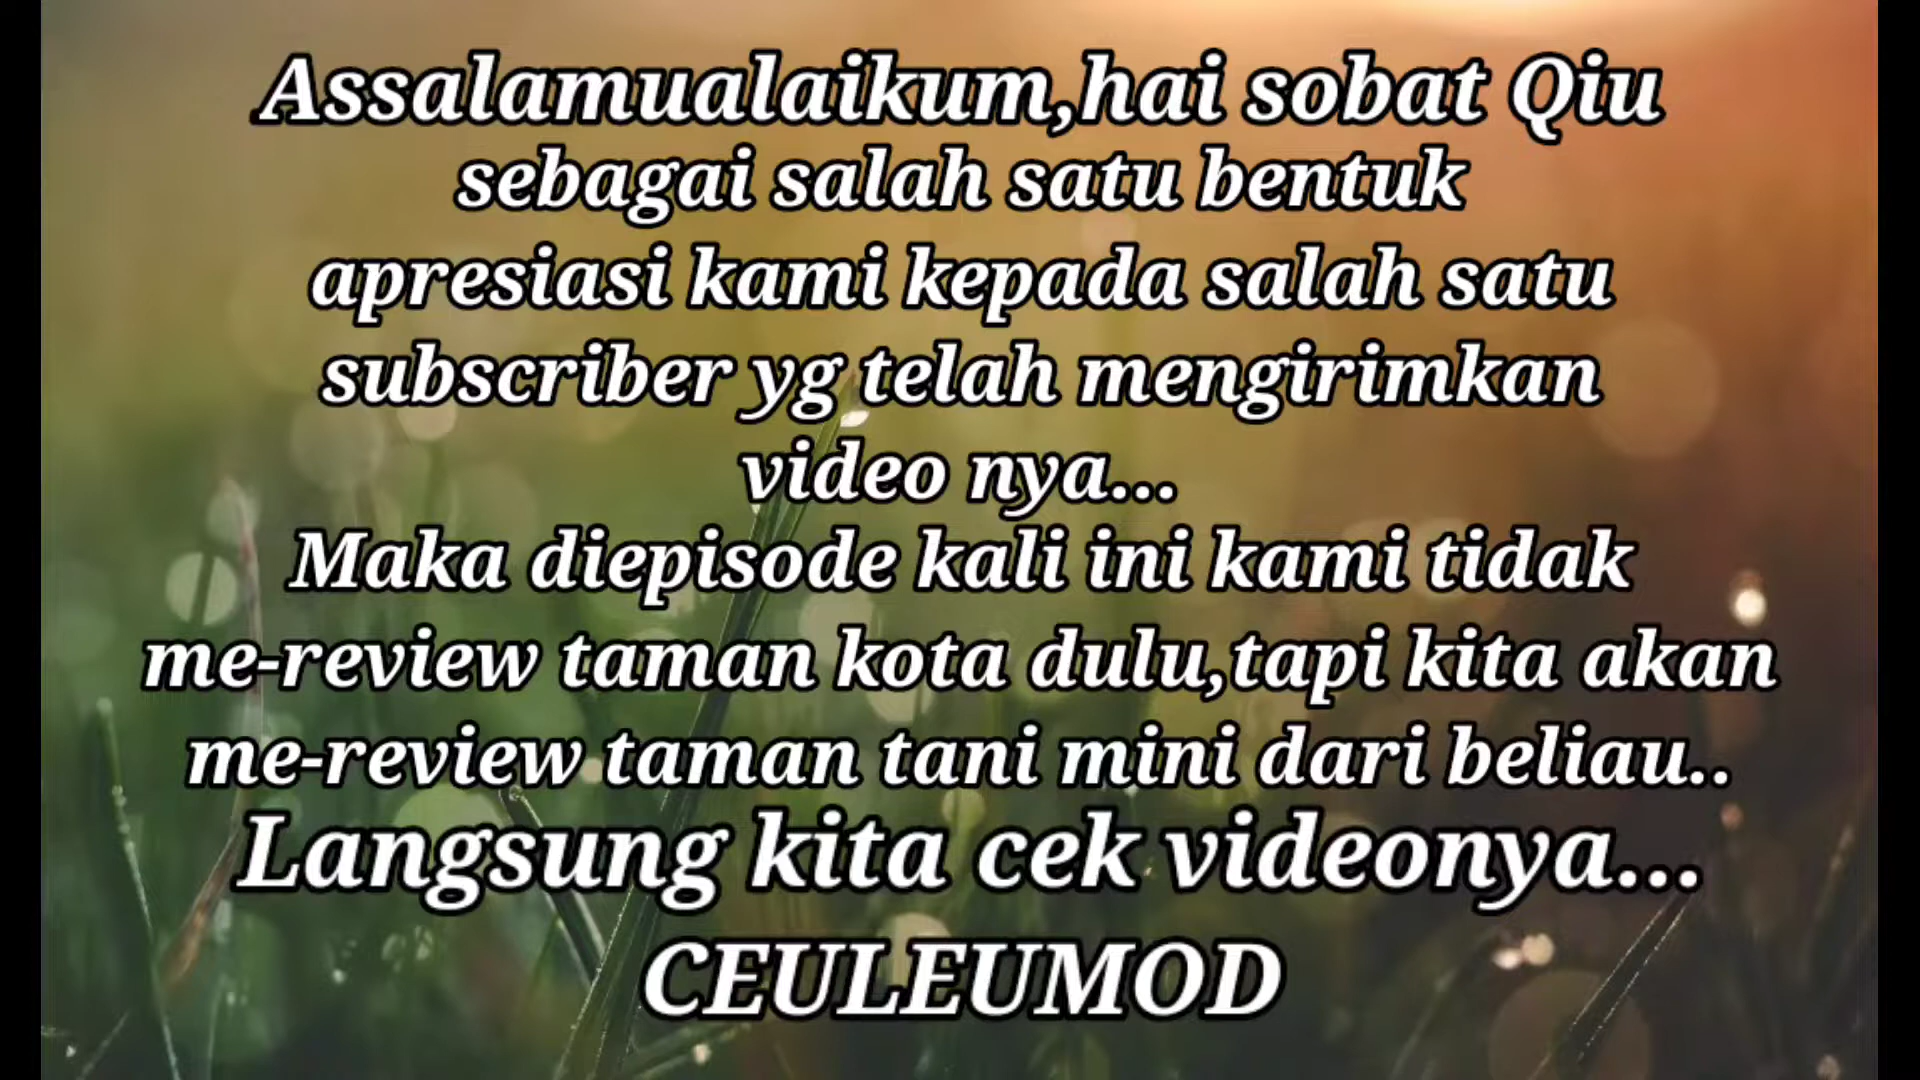 Assalamualaikum,hai sobat Qiu
sebagai salah satu bentuk
apresiasi kami kepada salah satu
subscriber yg telah mengirimkan
video nya...
Maka diepisode kali ini kami tidak
me-review taman kota dulu,tapi kita akan
me-review taman tani mini dari beliau..
Langsung kita cek videonya...
CEULEUMOD